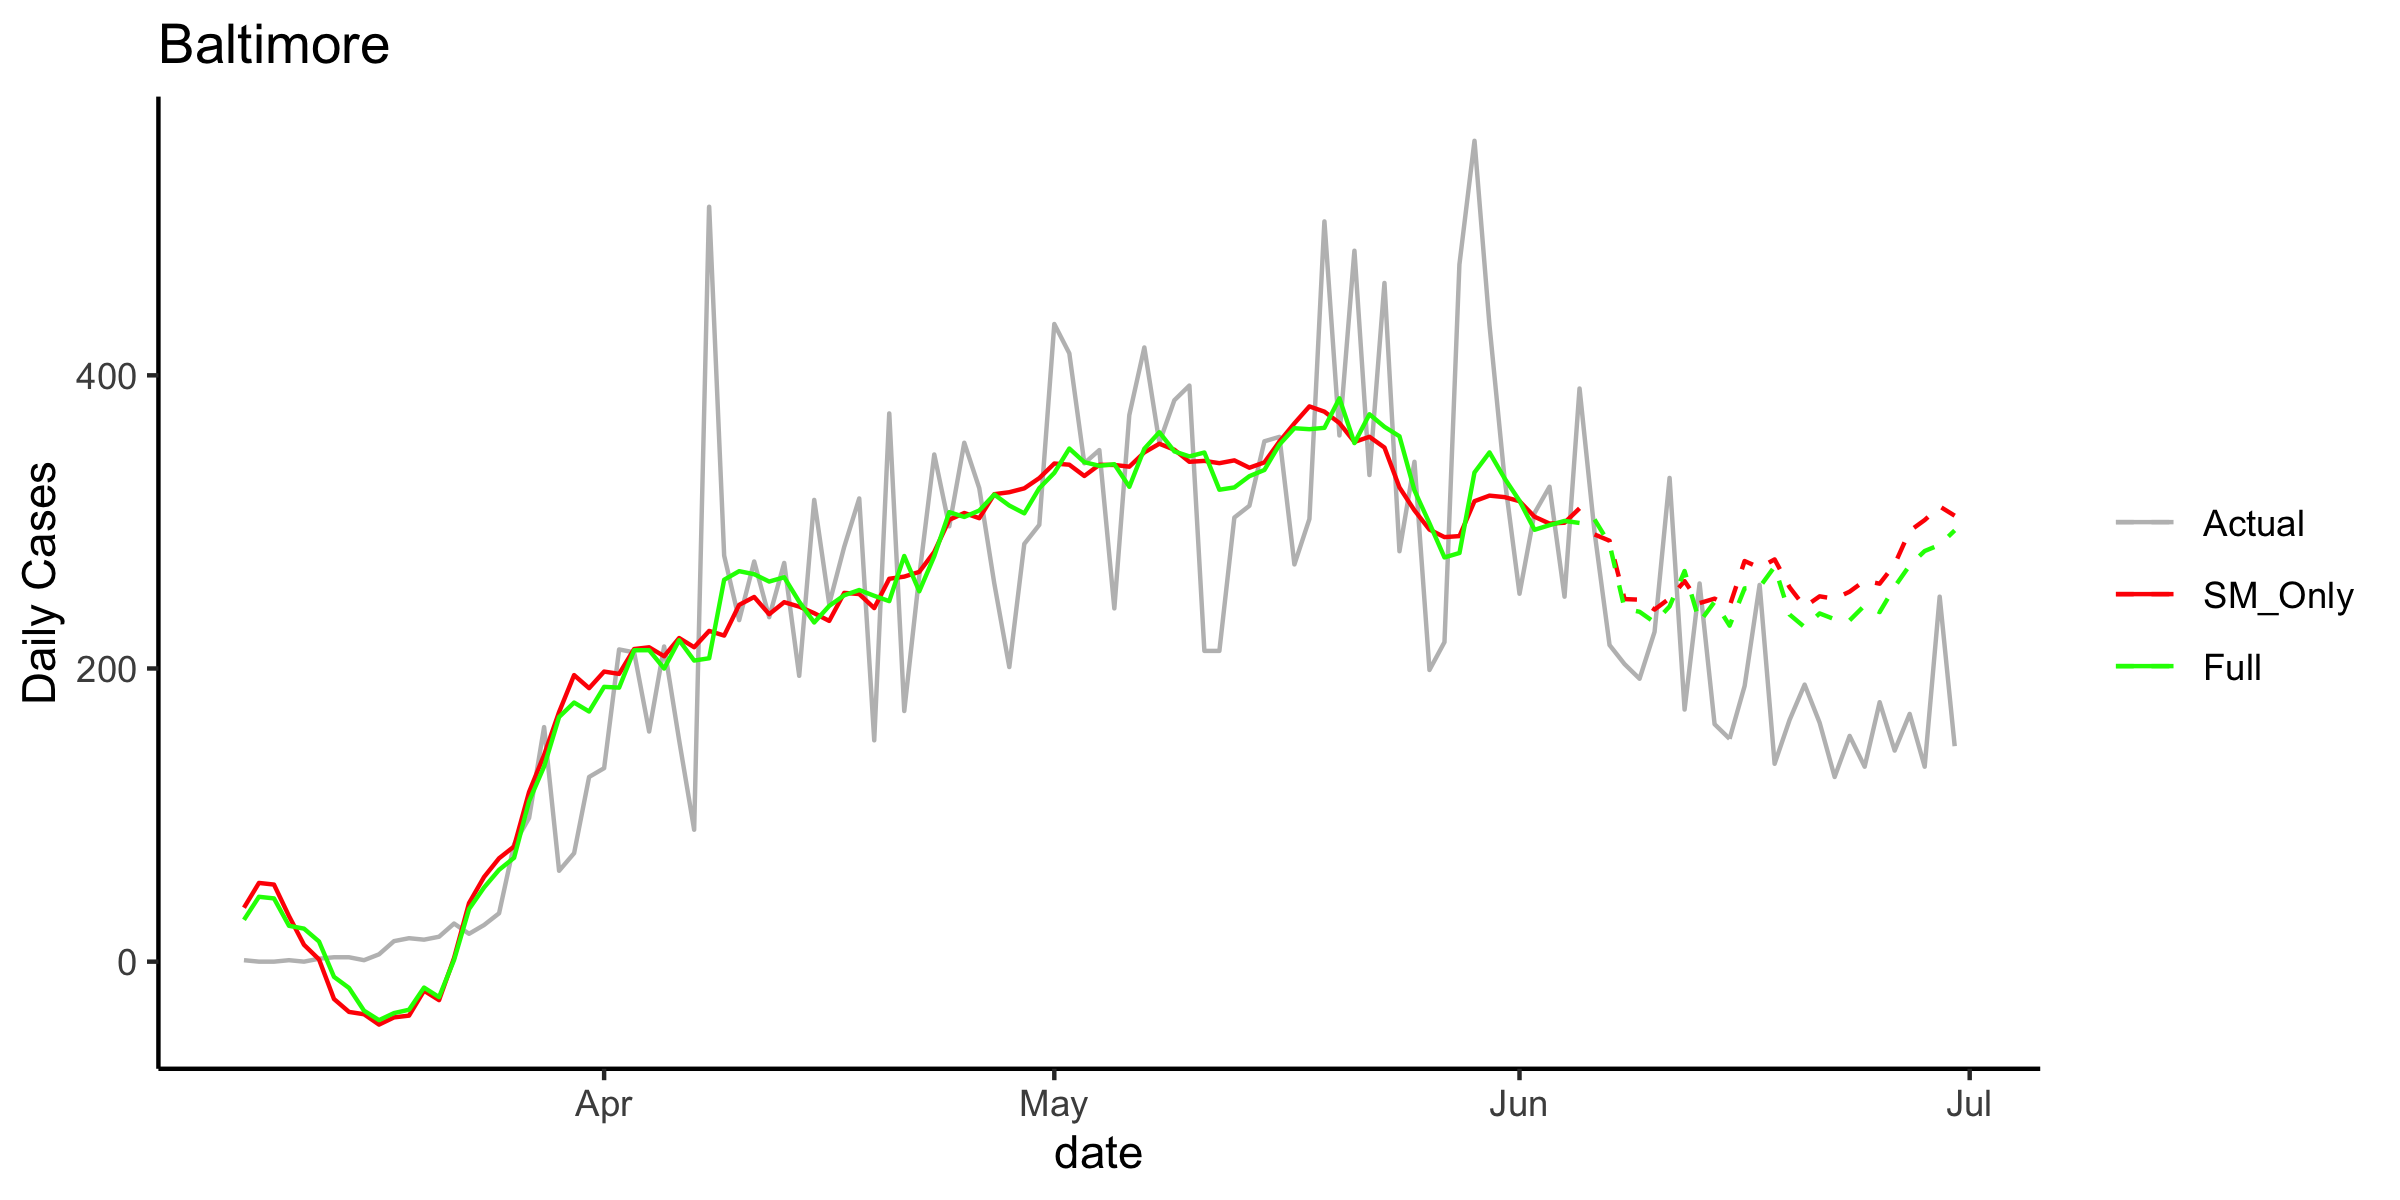 Baltimore
Daily Cases
400
200
0
Apr
May
Jun
Jul
date
Actual
SM_Only
Full